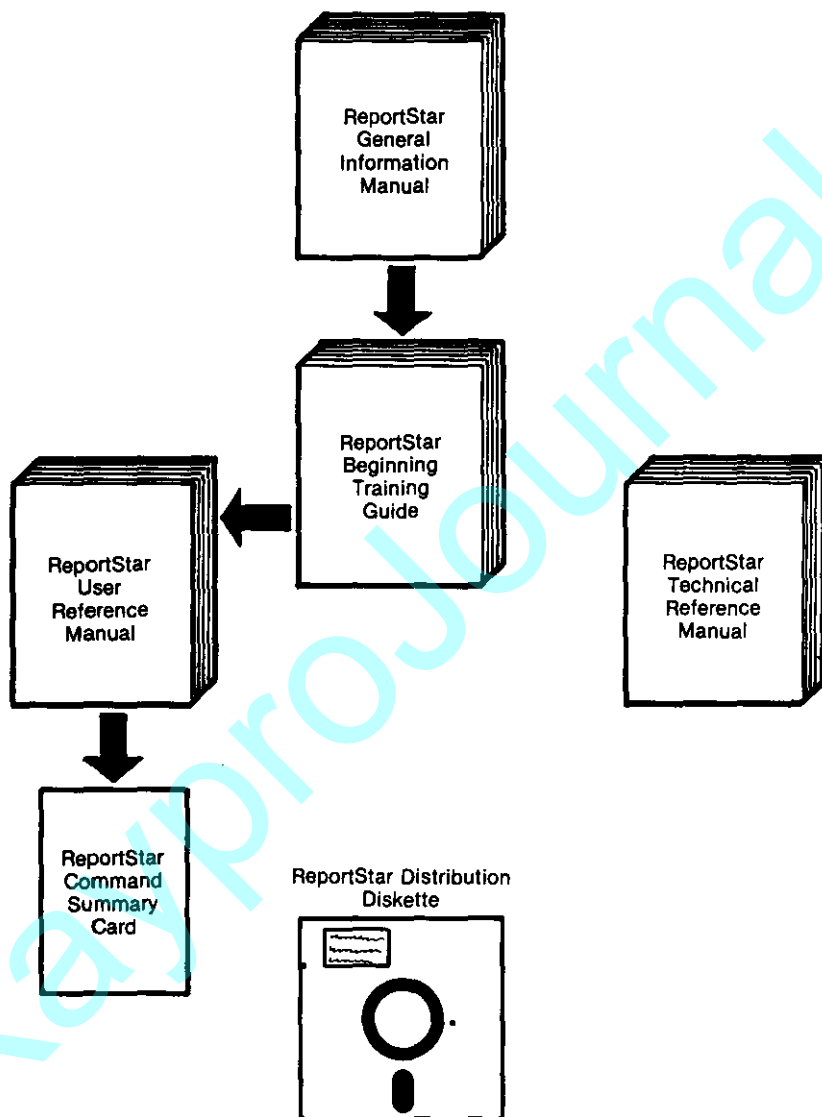 ReportStar
General
Information
Manual
ReportStar
Beginning
Training
Guide
ReportStar
User
Reference
Manual
ReportStar
Technical
Reference
Manual
ReportStar
Command
Summary
Card
ReportStar Distribution
Diskette
KayproJournal